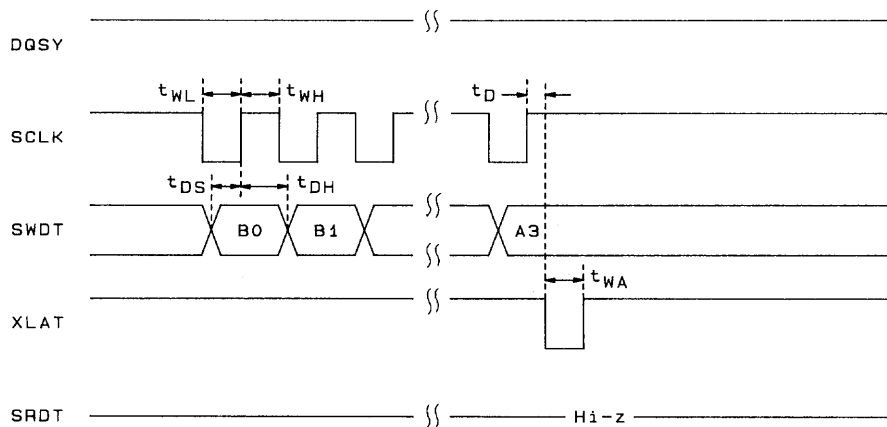 DQSY
tWL
tWH
tD
SCLK
tDS
tDH
SWDT
B0
B1
A3
tWA
XLAT
SRDT
Hi-z